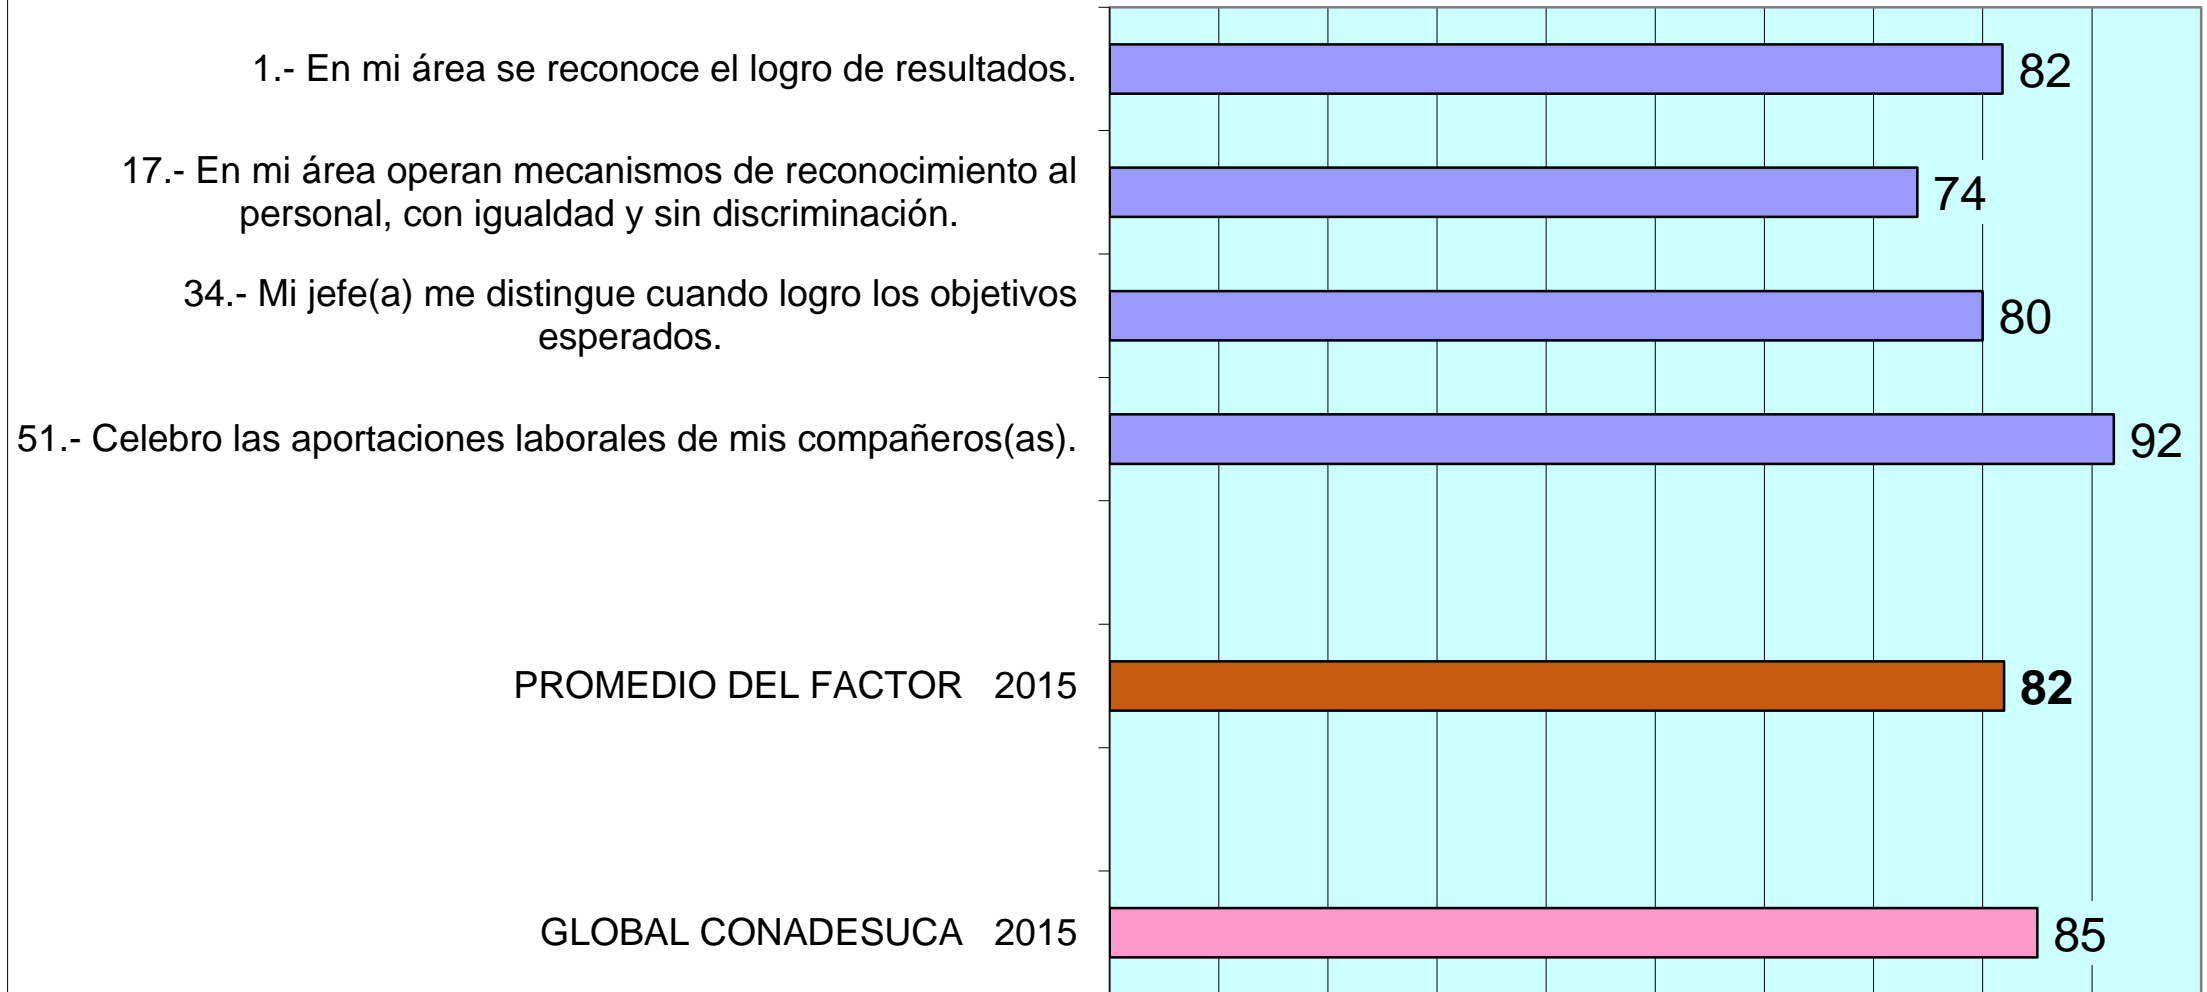 1.- En mi área se reconoce el logro de resultados.
82
17.- En mi área operan mecanismos de reconocimiento al
personal, con igualdad y sin discriminación.
74
34.- Mi jefe(a) me distingue cuando logro los objetivos
esperados.
80
51.- Celebro las aportaciones laborales de mis compañeros(as).
92
PROMEDIO DEL FACTOR 2015
82
GLOBAL CONADESUCA 2015
85